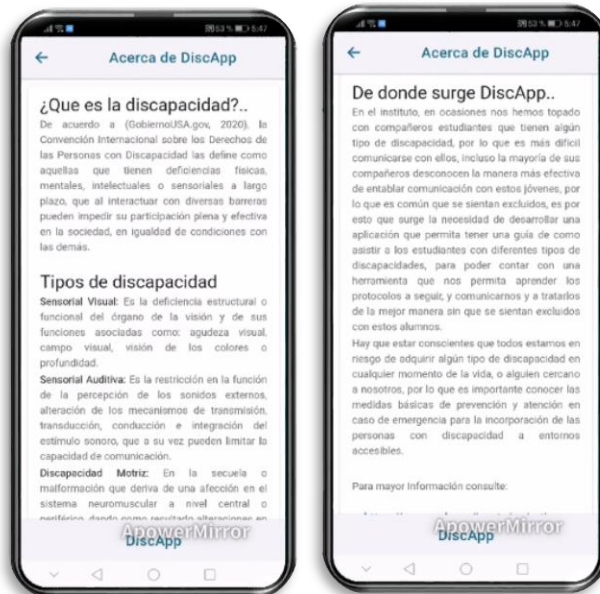 53 % 5:47
Acerca de DiscApp
¿Que es la discapacidad?..
De acuerdo a (GobiernoUSA.gov, 2020), la
Convención Internacional sobre los Derechos de
las Personas con Discapacidad las define como
aquellas que tienen deficiencias físicas,
mentales, intelectuales o sensoriales a largo
plazo, que al interactuar con diversas barreras
pueden impedir su participación plena y efectiva
en la sociedad, en igualdad de condiciones con
las demás.
Tipos de discapacidad
Sensorial Visual: Es la deficiencia estructural o
funcional del órgano de la visión y de sus
funciones asociadas como: agudeza visual,
campo visual, visión de los colores o
profundidad.
Sensorial Auditiva: Es la restricción en la función
de la percepción de los sonidos externos,
alteración de los mecanismos de transmisión,
transducción, conducción e integración del
estímulo sonoro, que a su vez pueden limitar la
capacidad de comunicación.
Discapacidad Motriz: En la secuela o
malformación que deriva de una afección en el
sistema neuromuscular a nivel central o
periférico, dando como resultado alteraciones en
ApowerMirror
DiscApp
53 % 5:47
Acerca de DiscApp
De donde surge DiscApp..
En el instituto, en ocasiones nos hemos topado
con compañeros estudiantes que tienen algún
tipo de discapacidad, por lo que es más difícil
comunicarse con ellos, incluso la mayoría de sus
compañeros desconocen la manera más efectiva
de entablar comunicación con estos jóvenes, por
lo que es común que se sientan excluidos, es por
esto que surge la necesidad de desarrollar una
aplicación que permita tener una guía de como
asistir a los estudiantes con diferentes tipos de
discapacidades, para poder contar con una
herramienta que nos permita aprender los
protocolos a seguir, y comunicarnos y a tratarlos
de la mejor manera sin que se sientan excluidos
con estos alumnos.
Hay que estar conscientes que todos estamos en
riesgo de adquirir algún tipo de discapacidad en
cualquier momento de la vida, o alguien cercano
a nosotros, por lo que es importante conocer las
medidas básicas de prevención y atención en
caso de emergencia para la incorporación de las
personas con discapacidad a entornos
accesibles.
Para mayor Información consulte:
ApowerMirror
DiscApp